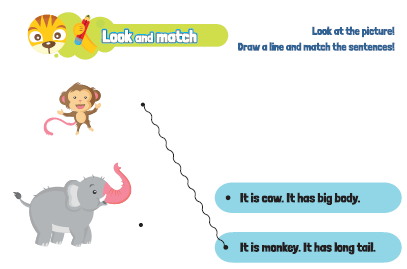 Look and match
Look at the picture!
Draw a line and match the sentences!
It is cow. It has big body.
It is monkey. It has long tail.